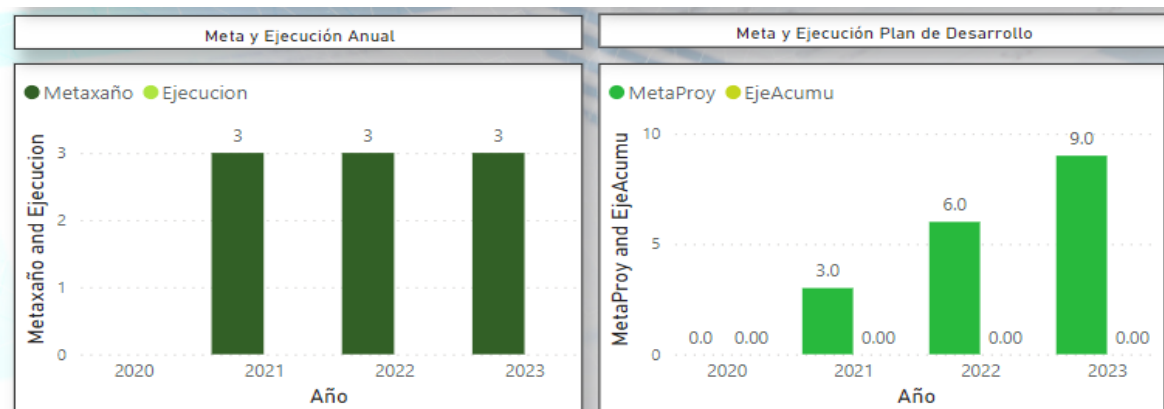 Meta y Ejecución Anual
Metaxaño Ejecucion
Metaxaño and Ejecucion
3
2
1
0
3 3 3
2020 2021 2022 2023
Año
Meta y Ejecución Plan de Desarrollo
MetaProy EjeAcumu
MetaProy and EjeAcumu
10
5
0
0.0 0.00 3.0 0.00 6.0 0.00 9.0 0.00
2020 2021 2022 2023
Año